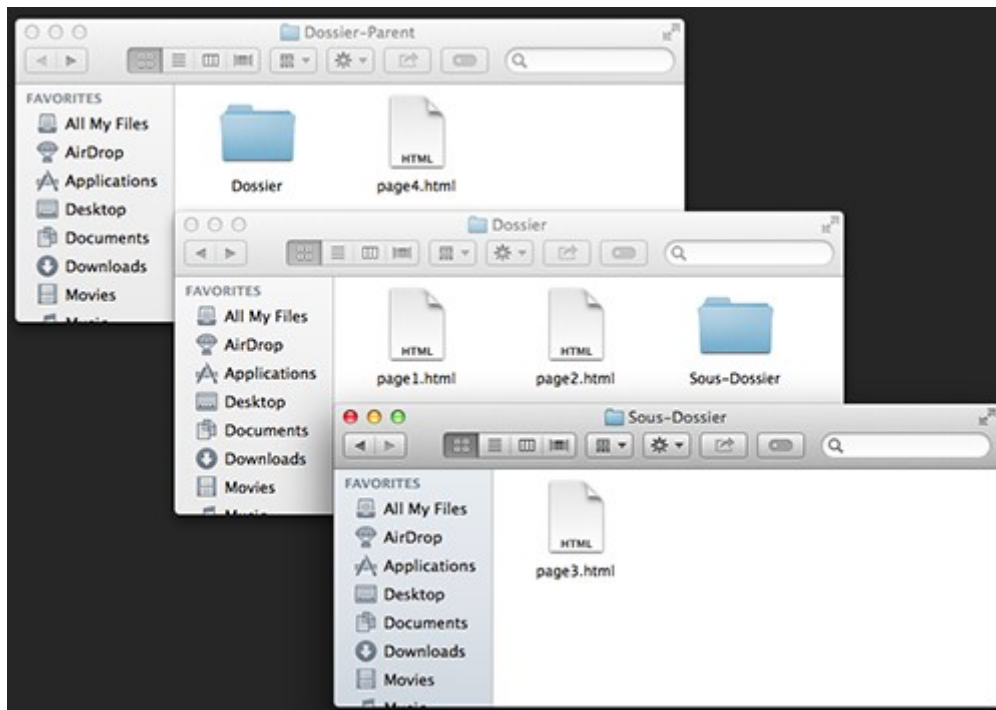 Dossier-Parent
FAVORITES
All My Files
AirDrop
Applications
Desktop
Documents
Downloads
Movies
HTML
Dossier
page4.html
Dossier
FAVORITES
All My Files
AirDrop
Applications
Desktop
Documents
Downloads
Movies
HTML
HTML
page1.html
page2.html
Sous-Dossier
Sous-Dossier
FAVORITES
All My Files
AirDrop
Applications
Desktop
Documents
Downloads
Movies
HTML
page3.html